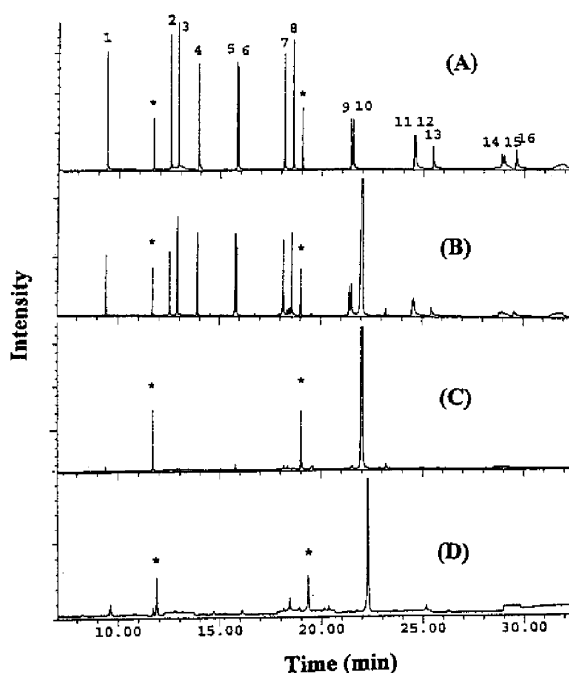 1 2 3 4 5 6 7 8 9 10 11 12 13 14 15 16
* *
(A)
* *
(B)
* *
(C)
* *
(D)
Intensity
10:00 15:00 20:00 25:00 30:00
Time (min)